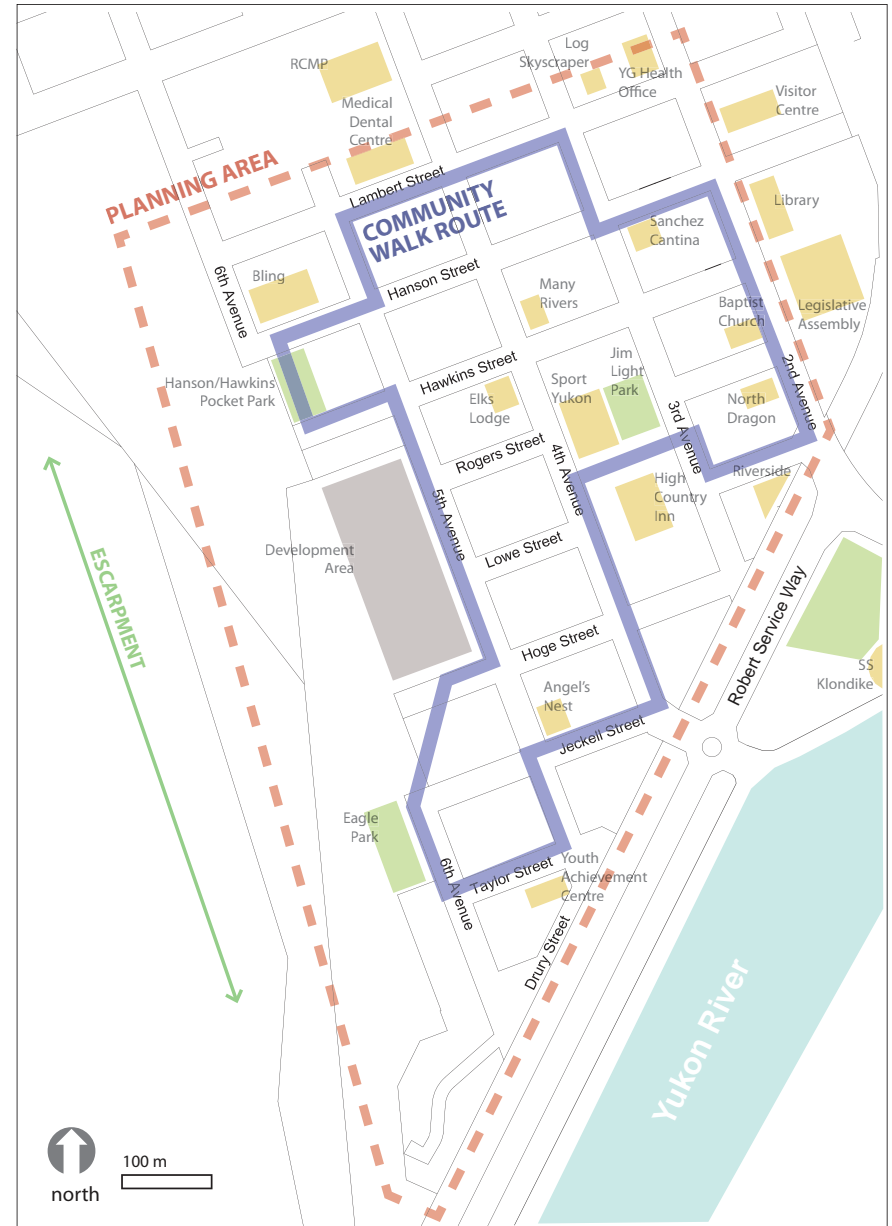 Log
Skyscraper
RCMP
YG Health
Office
Visitor
Centre
Medical
Dental
Centre
PLANNING AREA
Lambert Street
COMMUNITY
WALK ROUTE
Library
Sanchez
Cantina
6th Avenue
Bling
Hanson Street
Many
Rivers
Baptist
Church
Legislative
Assembly
Hanson/Hawkins
Pocket Park
Hawkins Street
Sport
Yukon
Jim
Light
Park
2nd Avenue
Elks
Lodge
3rd Avenue
North
Dragon
Rogers Street
4th Avenue
High
Country
Inn
Riverside
5th Avenue
Development
Area
Lowe Street
ESCARPMENT
Hoge Street
Robert Service Way
SS
Klondike
Angel's
Nest
Jeckell Street
Eagle
Park
6th Avenue
Taylor Street
Youth
Achievement
Centre
Drury Street
Yukon River
100 m
north